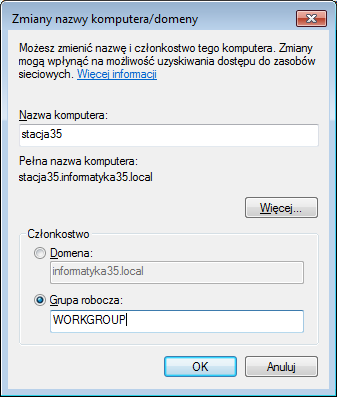 Zmiany nazwy komputera/domeny
Możesz zmienić nazwę i członkostwo tego komputera. Zmiany
mogą wpłynąć na możliwość uzyskiwania dostępu do zasobów
sieciowych. Więcej informacji
Nazwa komputera:
stacja35
Pełna nazwa komputera:
stacja35.informatyka35.local
Więcej...
Członkostwo
Domena:
informatyka35.local
Grupa robocza:
WORKGROUP
OK Anuluj